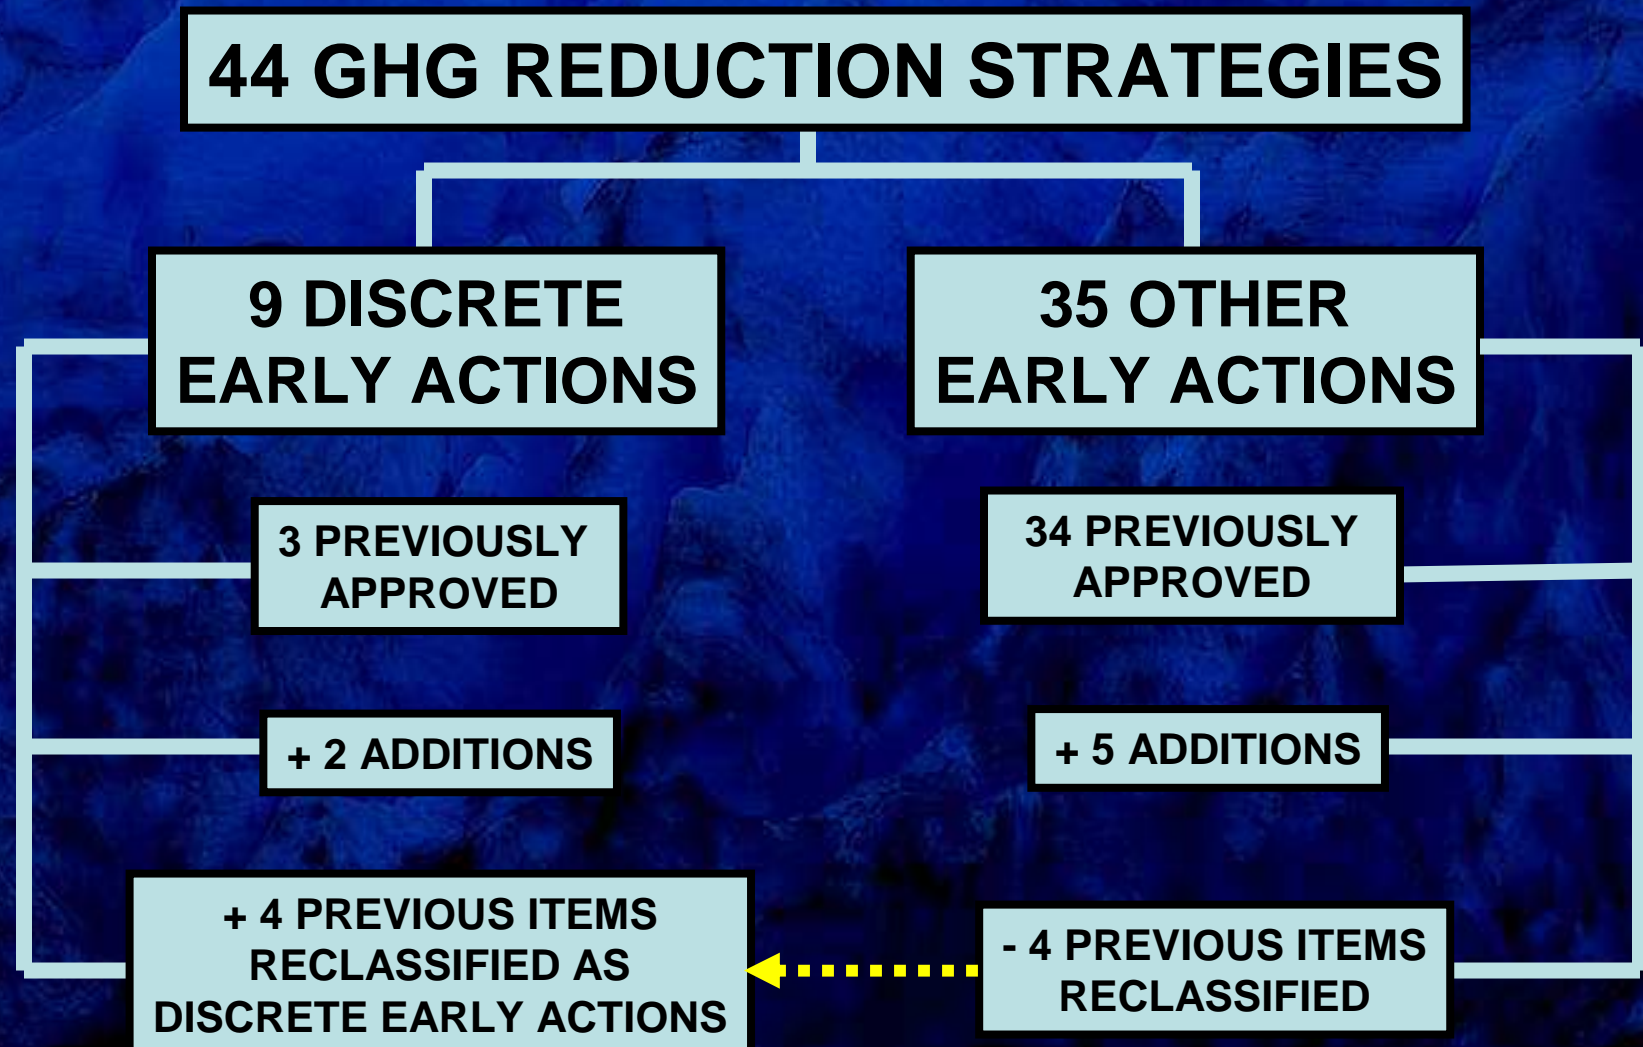 44 GHG REDUCTION STRATEGIES
9 DISCRETE
EARLY ACTIONS
35 OTHER
EARLY ACTIONS
3 PREVIOUSLY
APPROVED
34 PREVIOUSLY
APPROVED
+ 2 ADDITIONS
+ 5 ADDITIONS
+ 4 PREVIOUS ITEMS
RECLASSIFIED AS
DISCRETE EARLY ACTIONS
- 4 PREVIOUS ITEMS
RECLASSIFIED